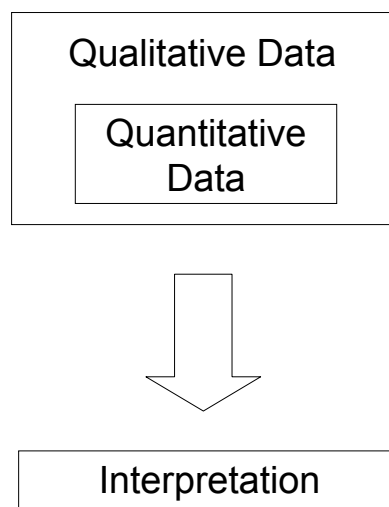 Qualitative Data
Quantitative
Data
Interpretation